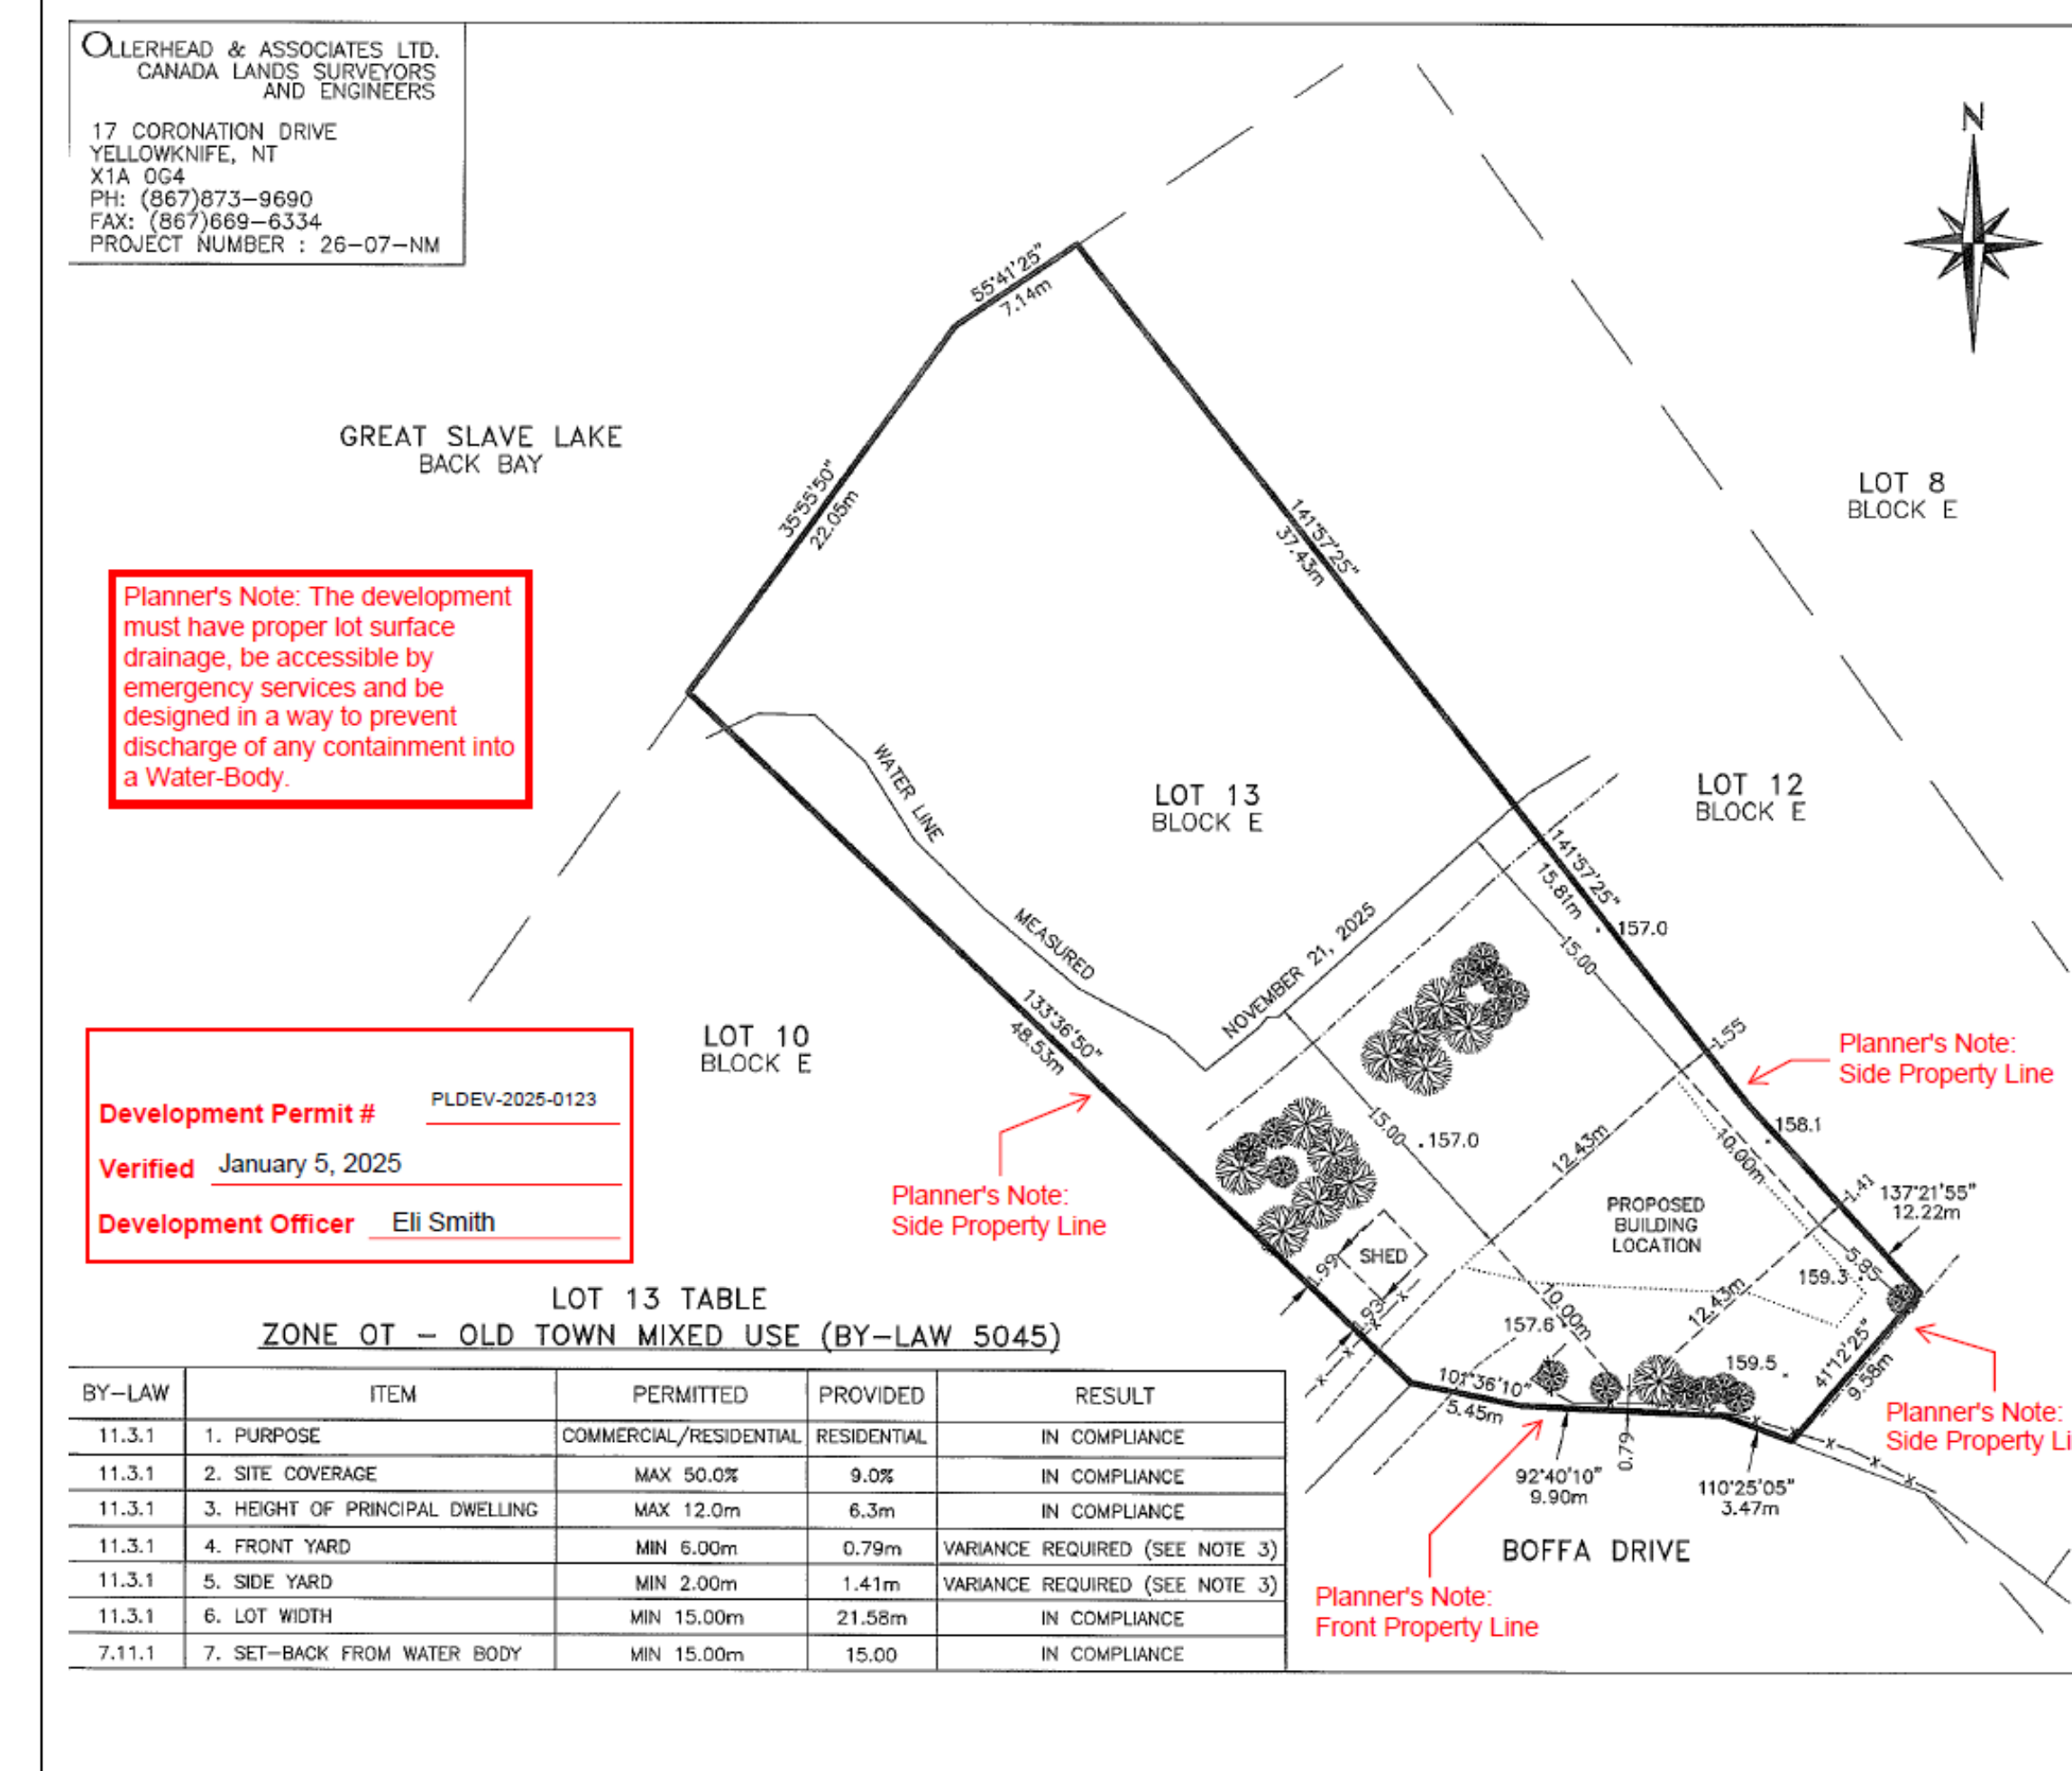 OLLERHEAD & ASSOCIATES LTD.
CANADA LANDS SURVEYORS
AND ENGINEERS
17 CORONATION DRIVE
YELLOWKNIFE, NT
X1A 0G4
PH: (867)873-9690
FAX: (867)669-6334
PROJECT NUMBER : 26-07-NM
N
55°41'25"
7.14m
GREAT SLAVE LAKE
BACK BAY
35°55'50"
22.05m
141°57'25"
37.43m
LOT 8
BLOCK E
Planner's Note: The development
must have proper lot surface
drainage, be accessible by
emergency services and be
designed in a way to prevent
discharge of any containment into
a Water-Body.
WATER LINE
MEASURED
NOVEMBER 21, 2025
LOT 13
BLOCK E
LOT 12
BLOCK E
141°57'25"
15.81m
157.0
15.00
133°36'50"
48.53m
LOT 10
BLOCK E
1.55
Planner's Note:
Side Property Line
15.00
157.0
12.43m
158.1
10.00m
1.41
137°21'55"
12.22m
Development Permit # PLDEV-2025-0123
Verified January 5, 2025
Development Officer Eli Smith
Planner's Note:
Side Property Line
PROPOSED
BUILDING
LOCATION
SHED
1.99
.93
5.85
159.3
12.43m
10.00m
157.6
159.5
41°12'25"
9.58m
101°36'10"
5.45m
92°40'10"
9.90m
0.79
110°25'05"
3.47m
Planner's Note:
Side Property Li
BOFFA DRIVE
Planner's Note:
Front Property Line
LOT 13 TABLE
ZONE OT - OLD TOWN MIXED USE (BY-LAW 5045)
BY-LAW ITEM PERMITTED PROVIDED RESULT
11.3.1 1. PURPOSE COMMERCIAL/RESIDENTIAL RESIDENTIAL IN COMPLIANCE
11.3.1 2. SITE COVERAGE MAX 50.0% 9.0% IN COMPLIANCE
11.3.1 3. HEIGHT OF PRINCIPAL DWELLING MAX 12.0m 6.3m IN COMPLIANCE
11.3.1 4. FRONT YARD MIN 6.00m 0.79m VARIANCE REQUIRED (SEE NOTE 3)
11.3.1 5. SIDE YARD MIN 2.00m 1.41m VARIANCE REQUIRED (SEE NOTE 3)
11.3.1 6. LOT WIDTH MIN 15.00m 21.58m IN COMPLIANCE
7.11.1 7. SET-BACK FROM WATER BODY MIN 15.00m 15.00 IN COMPLIANCE